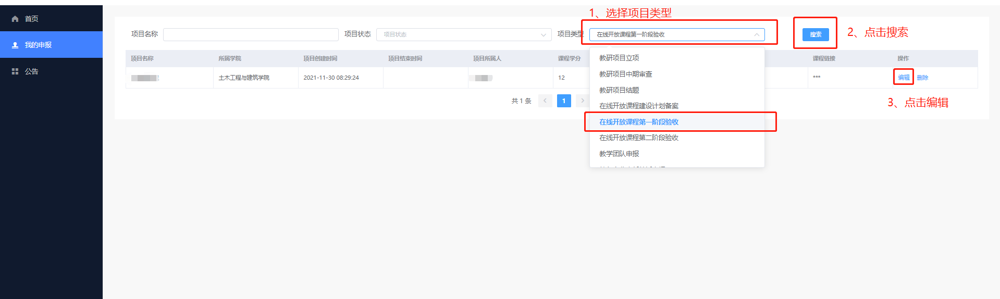 1、选择项目类型
首页
项目名称 项目状态 项目状态 项目类型 在线开放课程第一阶段验收 搜索 2、点击搜索
我的申报
项目名称 所属学院 项目创建时间 项目结束时间 项目所属人 课程学分 课程链接 操作
公告
土木工程与建筑学院 2021-11-30 08:29:24 12 *** 编辑 删除
共 1 条 1
3、点击编辑
教研项目立项
教研项目中期审查
教研项目结题
在线开放课程建设计划备案
在线开放课程第一阶段验收
在线开放课程第二阶段验收
教学团队申报